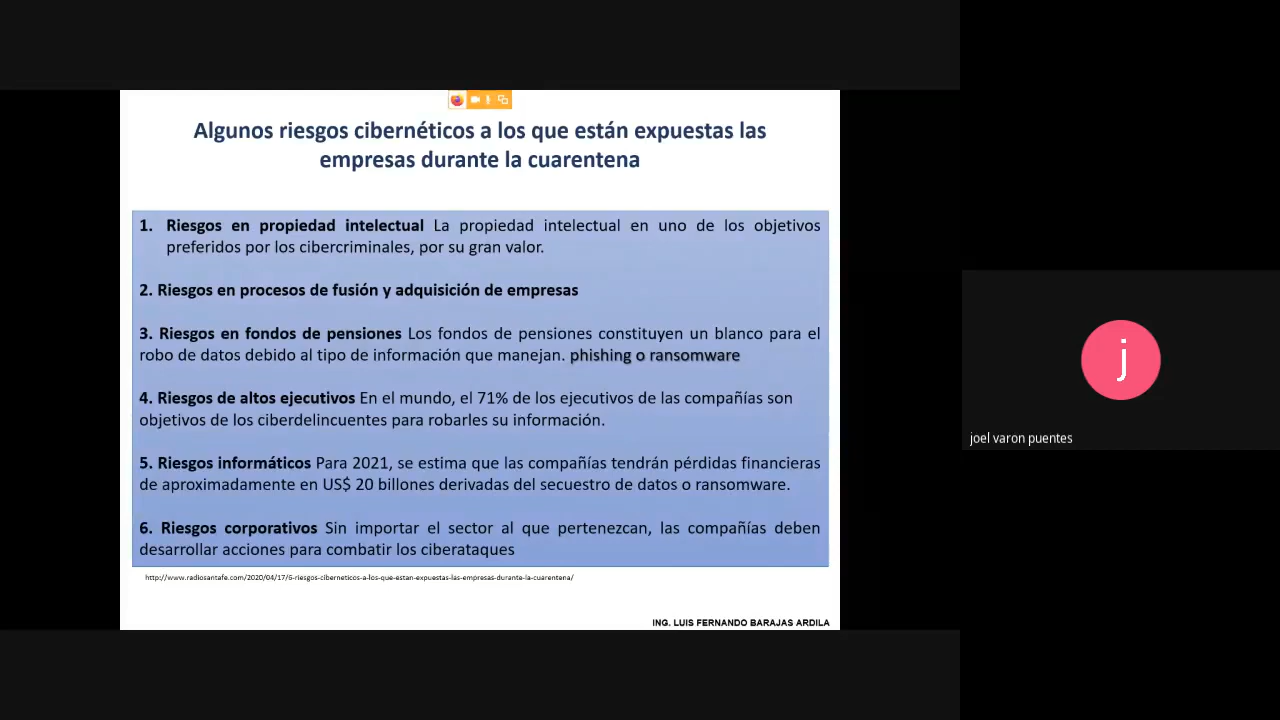 Algunos riesgos cibernéticos a los que están expuestas las
empresas durante la cuarentena
1. Riesgos en propiedad intelectual La propiedad intelectual en uno de los objetivos
preferidos por los cibercriminales, por su gran valor.
2. Riesgos en procesos de fusión y adquisición de empresas
3. Riesgos en fondos de pensiones Los fondos de pensiones constituyen un blanco para el
robo de datos debido al tipo de información que manejan. phishing o ransomware
4. Riesgos de altos ejecutivos En el mundo, el 71% de los ejecutivos de las compañías son
objetivos de los ciberdelincuentes para robarles su información.
5. Riesgos informáticos Para 2021, se estima que las compañías tendrán pérdidas financieras
de aproximadamente en US$ 20 billones derivadas del secuestro de datos o ransomware.
6. Riesgos corporativos Sin importar el sector al que pertenezcan, las compañías deben
desarrollar acciones para combatir los ciberataques
http://www.radiosantafe.com/2020/04/17/6-riesgos-ciberneticos-a-los-que-estan-expuestas-las-empresas-durante-la-cuarentena/
ING. LUIS FERNANDO BARAJAS ARDILA
j
joel varon puentes